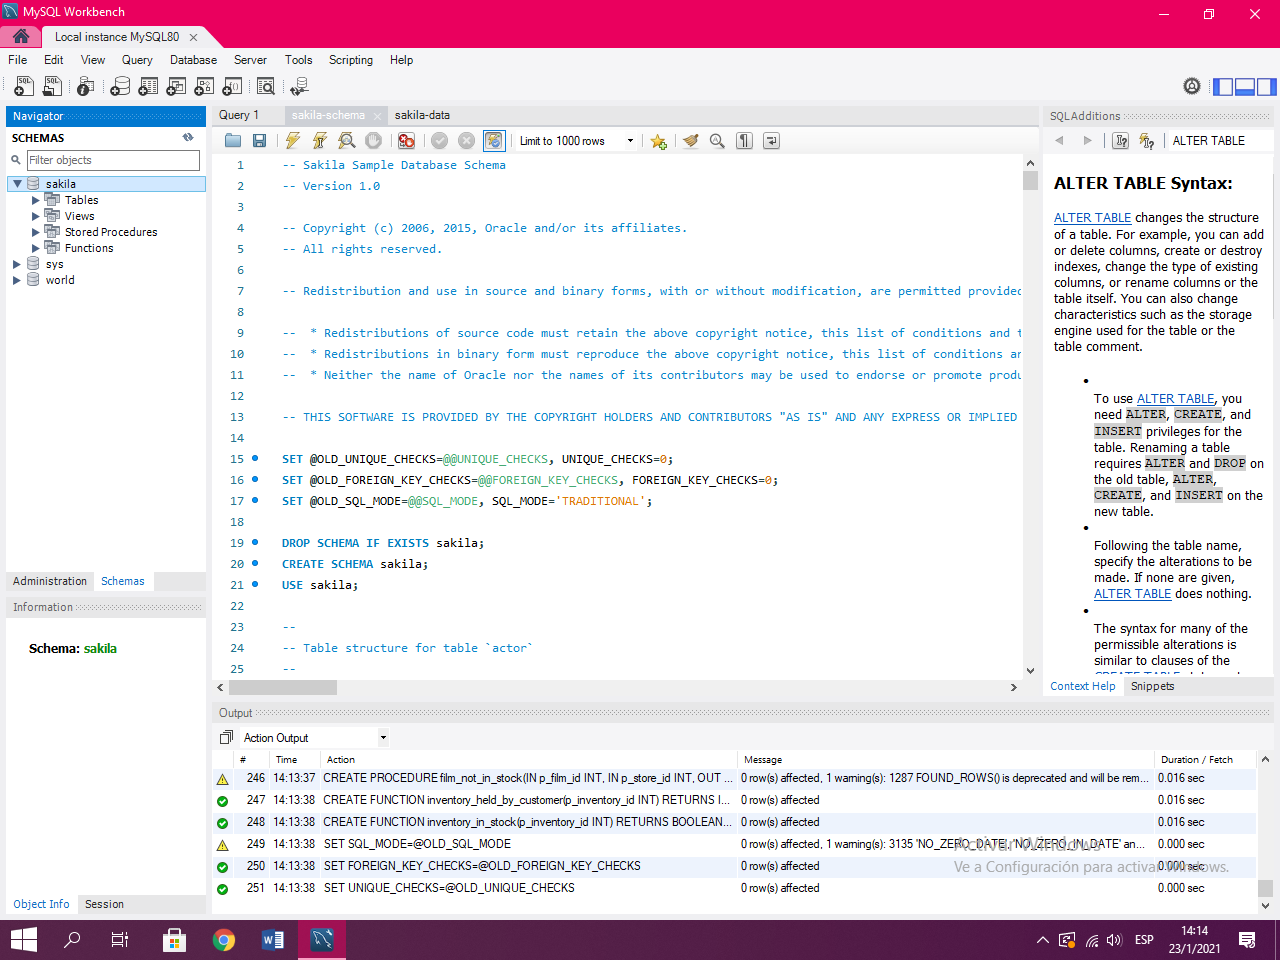 MySQL Workbench
Local instance MySQL80
File Edit View Query Database Server Tools Scripting Help
Navigator
SCHEMAS
Filter objects
sakila
Tables
Views
Stored Procedures
Functions
sys
world
Administration Schemas
Information
Schema: sakila
Object Info Session
Query 1 sakila-schema sakila-data
Limit to 1000 rows
1 -- Sakila Sample Database Schema
2 -- Version 1.0
3
4 -- Copyright (c) 2006, 2015, Oracle and/or its affiliates.
5 -- All rights reserved.
6
7 -- Redistribution and use in source and binary forms, with or without modification, are permitted provided
8
9 --  * Redistributions of source code must retain the above copyright notice, this list of conditions and
10 --  * Redistributions in binary form must reproduce the above copyright notice, this list of conditions
11 --  * Neither the name of Oracle nor the names of its contributors may be used to endorse or promote
12
13 -- THIS SOFTWARE IS PROVIDED BY THE COPYRIGHT HOLDERS AND CONTRIBUTORS "AS IS" AND ANY EXPRESS OR IMPLIED
14
15 SET @OLD_UNIQUE_CHECKS=@@UNIQUE_CHECKS, UNIQUE_CHECKS=0;
16 SET @OLD_FOREIGN_KEY_CHECKS=@@FOREIGN_KEY_CHECKS, FOREIGN_KEY_CHECKS=0;
17 SET @OLD_SQL_MODE=@@SQL_MODE, SQL_MODE='TRADITIONAL';
18
19 DROP SCHEMA IF EXISTS sakila;
20 CREATE SCHEMA sakila;
21 USE sakila;
22
23 --
24 -- Table structure for table `actor`
25 --
SQLAdditions
ALTER TABLE
ALTER TABLE Syntax:
ALTER TABLE changes the structure
of a table. For example, you can add
or delete columns, create or destroy
indexes, change the type of existing
columns, or rename columns or the
table itself. You can also change
characteristics such as the storage
engine used for the table or the
table comment.
To use ALTER TABLE, you
need ALTER, CREATE, and
INSERT privileges for the
table. Renaming a table
requires ALTER and DROP on
the old table, ALTER,
CREATE, and INSERT on the
new table.
Following the table name,
specify the alterations to be
made. If none are given,
ALTER TABLE does nothing.
The syntax for many of the
permissible alterations is
similar to clauses of the
Context Help Snippets
Output
Action Output
# Time Action Message Duration / Fetch
246 14:13:37 CREATE PROCEDURE film_not_in_stock(IN p_film_id INT, IN p_store_id INT, OUT ... 0 row(s) affected, 1 warning(s): 1287 FOUND_ROWS() is deprecated and will be rem... 0.016 sec
247 14:13:38 CREATE FUNCTION inventory_held_by_customer(p_inventory_id INT) RETURNS I... 0 row(s) affected 0.016 sec
248 14:13:38 CREATE FUNCTION inventory_in_stock(p_inventory_id INT) RETURNS BOOLEAN... 0 row(s) affected 0.016 sec
249 14:13:38 SET SQL_MODE=@OLD_SQL_MODE 0 row(s) affected, 1 warning(s): 3135 'NO_ZERO_DATE', 'NO_ZERO_IN_DATE' an... 0.000 sec
250 14:13:38 SET FOREIGN_KEY_CHECKS=@OLD_FOREIGN_KEY_CHECKS 0 row(s) affected 0.000 sec
251 14:13:38 SET UNIQUE_CHECKS=@OLD_UNIQUE_CHECKS 0 row(s) affected 0.000 sec
Activar Windows
Ve a Configuración para activar Windows.
ESP
14:14
23/1/2021